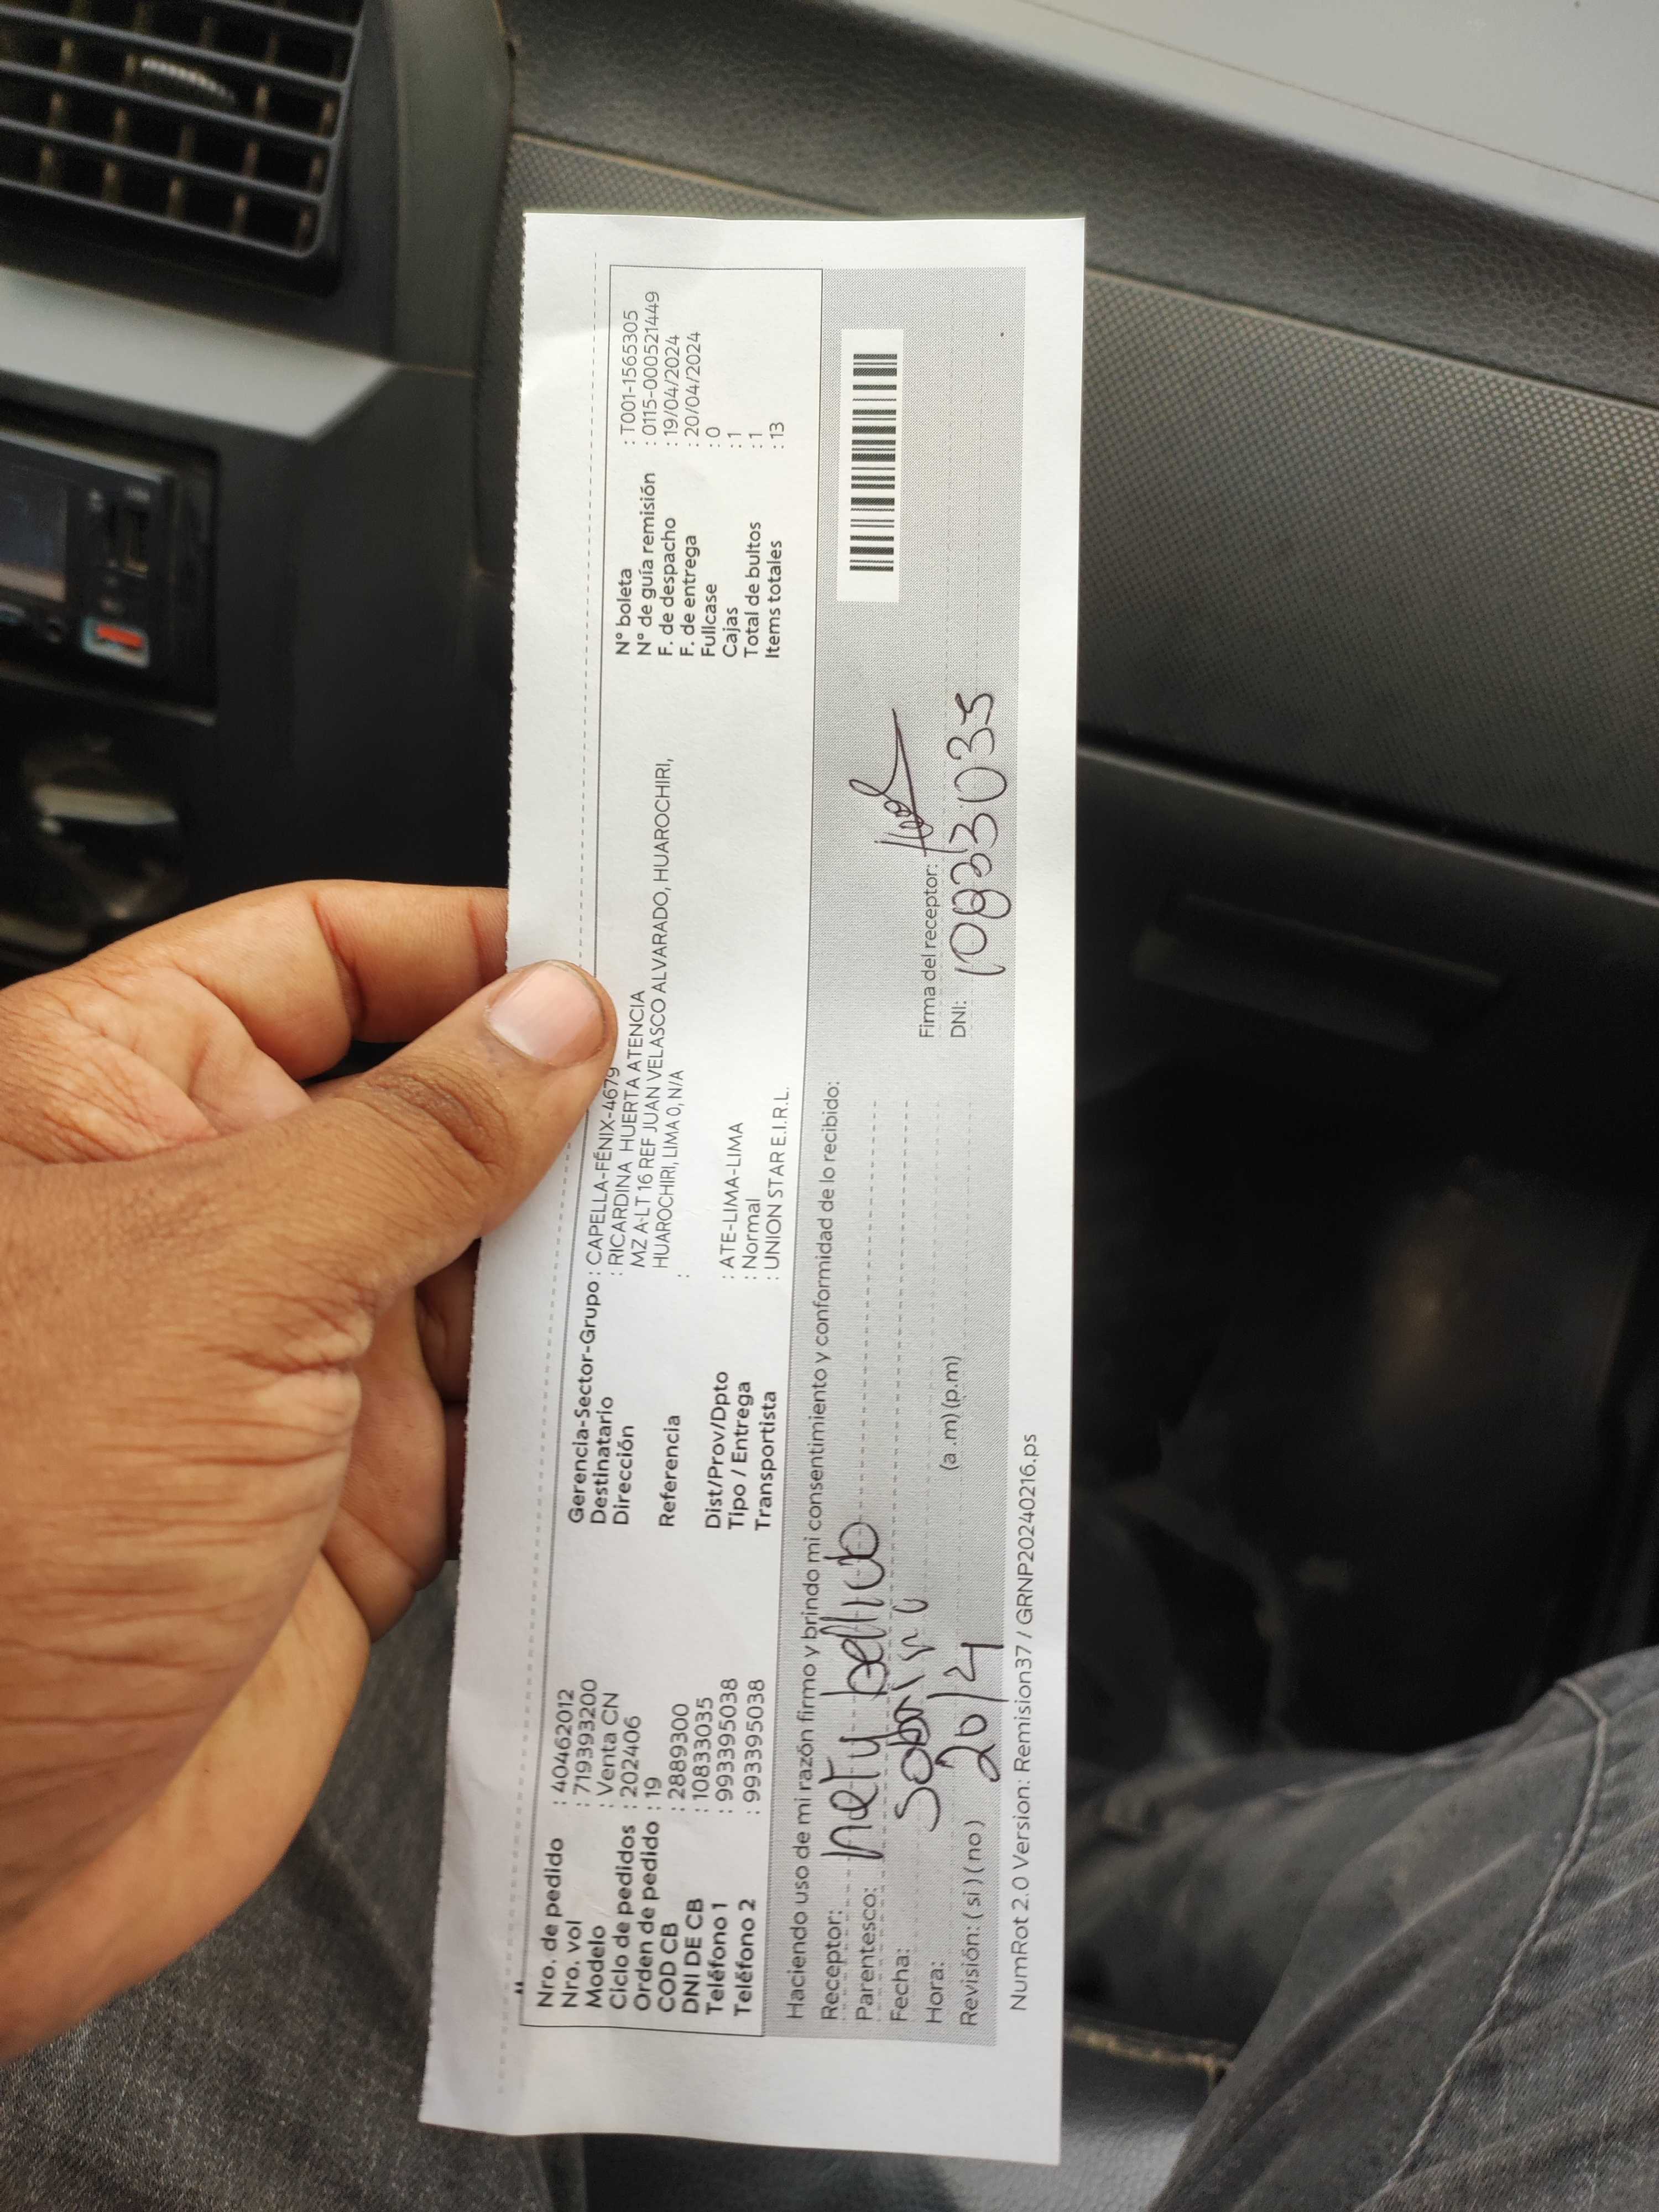 Nro. de pedido : 40462012
Nro. vol : 719393200
Modelo : Venta CN
Ciclo de pedidos : 202406
Orden de pedido : 19
COD CB : 2889300
DNI DE CB : 10833035
Teléfono 1 : 993395038
Teléfono 2 : 993395038
Gerencia-Sector-Grupo : CAPELLA-FÉNIX-4679
Destinatario : RICARDINA HUERTA ATENCIA
Dirección MZ A-LT 16 REF JUAN VELASCO ALVARADO, HUAROCHIRI,
HUAROCHIRI, LIMA 0, N/A
Referencia :
Dist/Prov/Dpto : ATE-LIMA-LIMA
Tipo / Entrega : Normal
Transportista : UNION STAR E.I.R.L.
N° boleta : T001-1565305
N° de guía remisión : 0115-000521449
F. de despacho : 19/04/2024
F. de entrega : 20/04/2024
Fullcase : 0
Cajas : 1
Total de bultos : 1
Items totales : 13
Haciendo uso de mi razón firmo y brindo mi consentimiento y conformidad de lo recibido:
Receptor: nety bellido
Parentesco: sobrina
Fecha: 20/4
Hora: (a .m) (p.m)
Revisión: ( si ) ( no )
Firma del receptor:
DNI: 10833035
NumRot 2.0 Version: Remision37 / GRNP20240216.ps